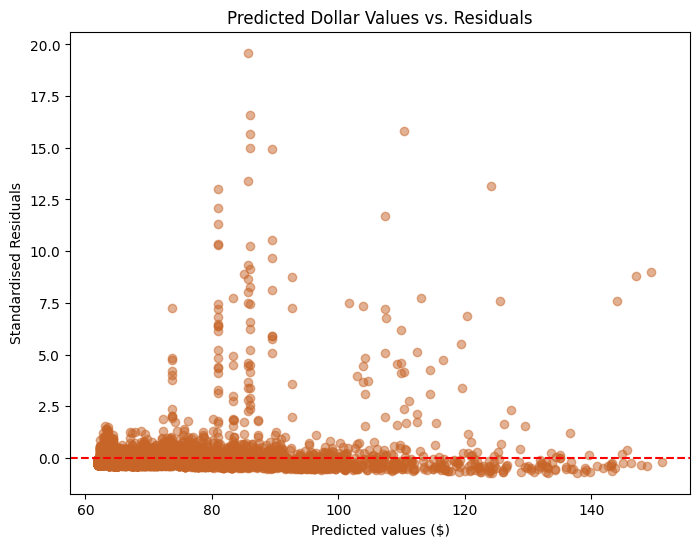 Predicted Dollar Values vs. Residuals
Standardised Residuals
20.0
17.5
15.0
12.5
10.0
7.5
5.0
2.5
0.0
60 80 100 120 140
Predicted values ($)